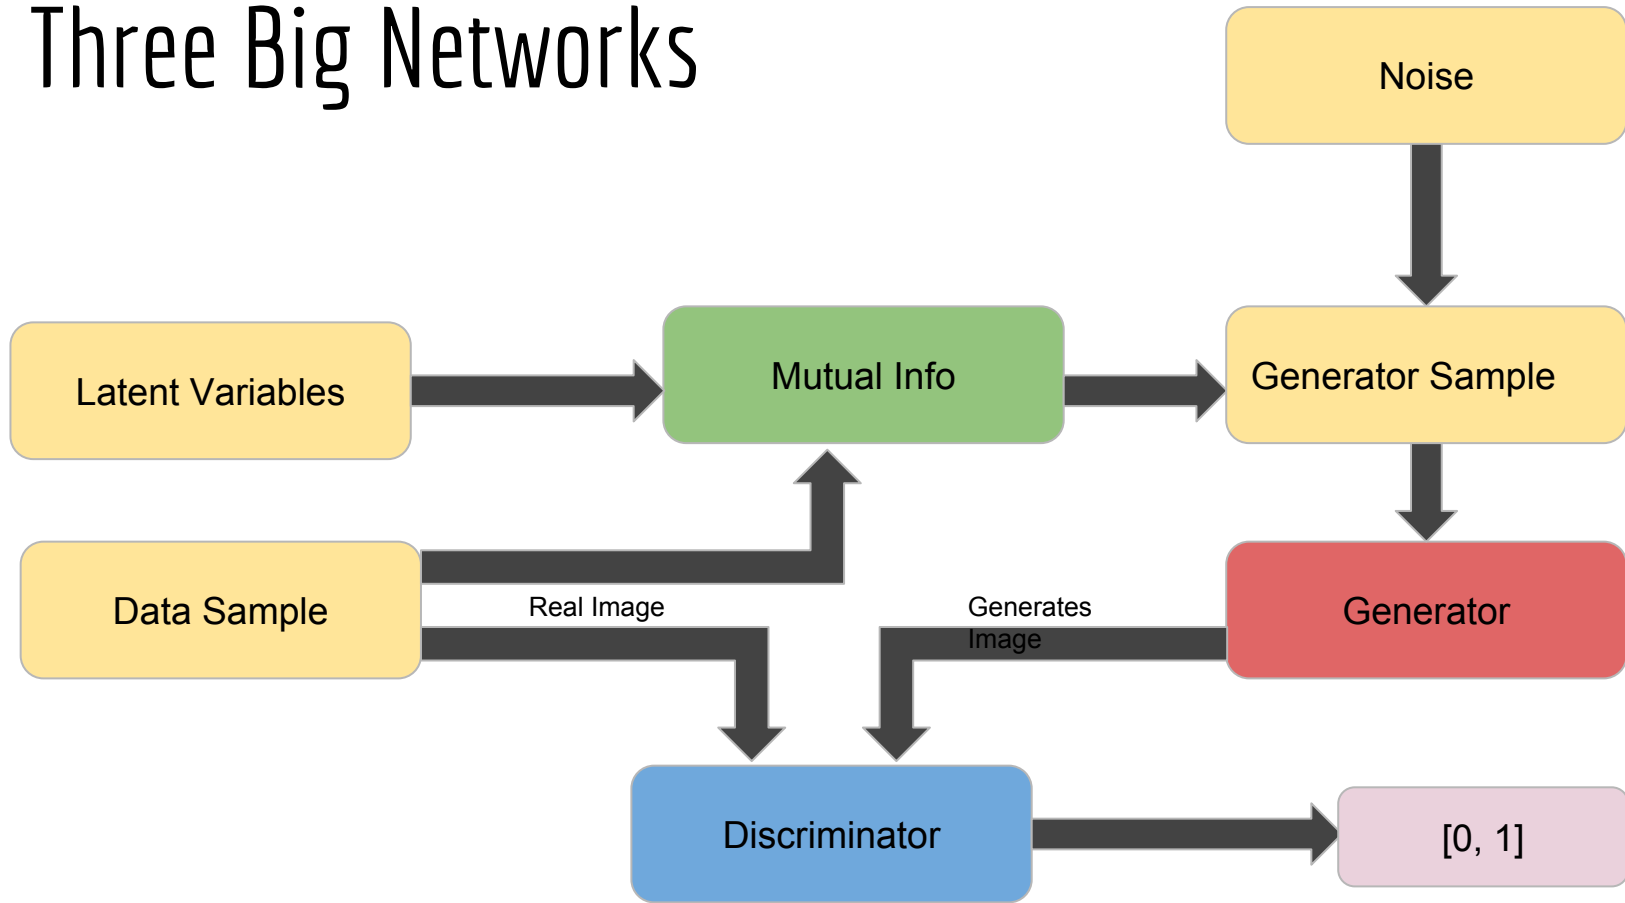 Three Big Networks
Noise
Latent Variables
Mutual Info
Generator Sample
Data Sample
Real Image
Generates
Image
Generator
Discriminator
[0, 1]